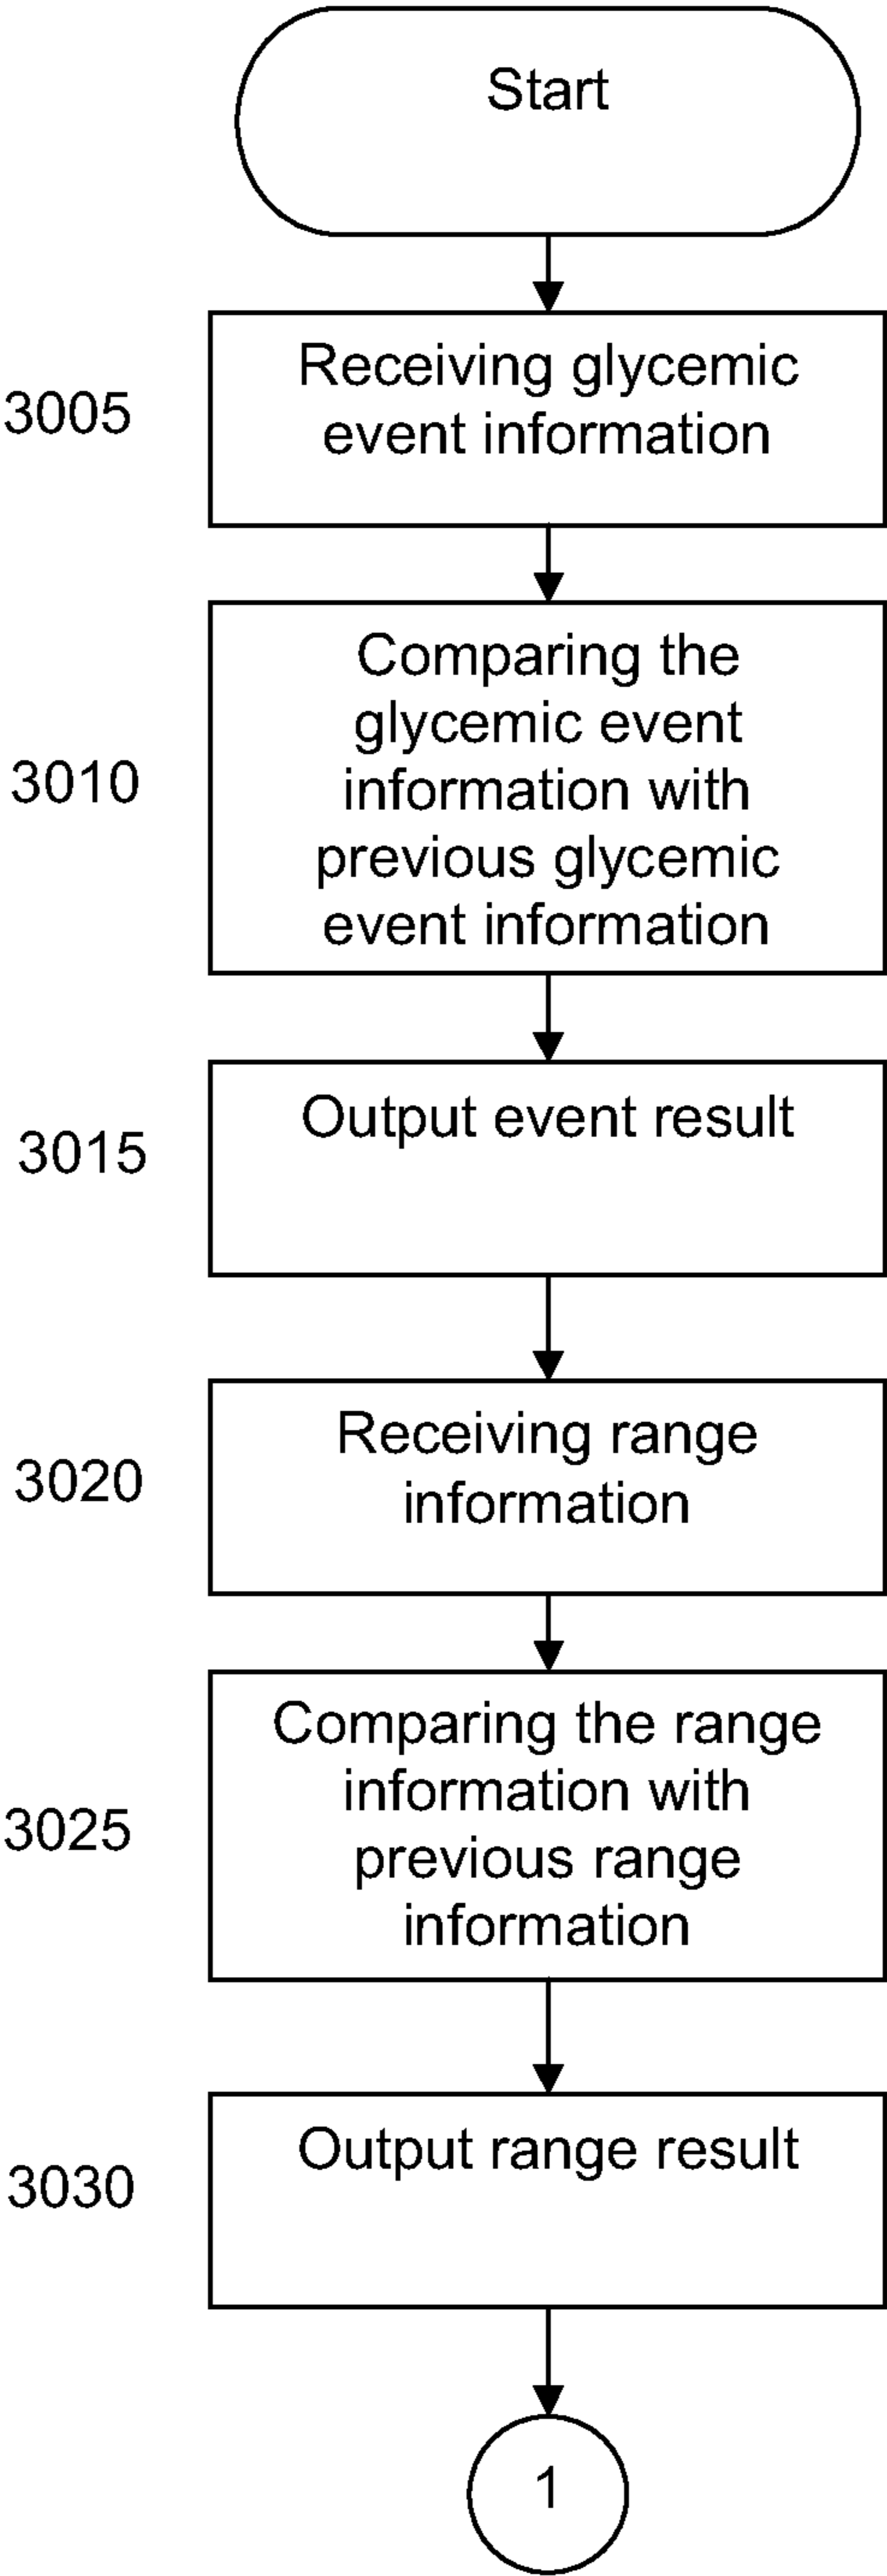 Start
3005
Receiving glycemic
event information
3010
Comparing the
glycemic event
information with
previous glycemic
event information
3015
Output event result
3020
Receiving range
information
3025
Comparing the range
information with
previous range
information
3030
Output range result
1